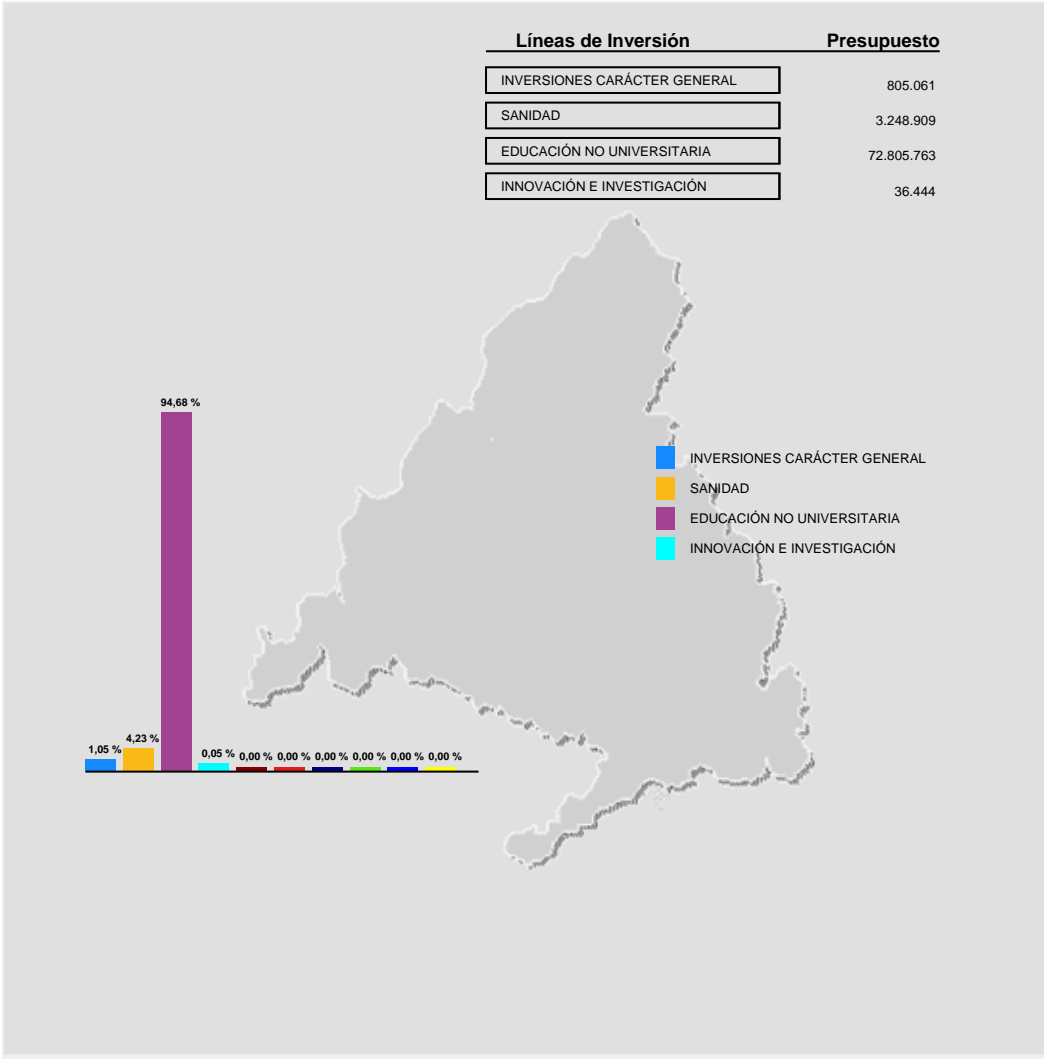 Líneas de Inversión Presupuesto
INVERSIONES CARÁCTER GENERAL 805.061
SANIDAD 3.248.909
EDUCACIÓN NO UNIVERSITARIA 72.805.763
INNOVACIÓN E INVESTIGACIÓN 36.444
94,68 %
INVERSIONES CARÁCTER GENERAL
SANIDAD
EDUCACIÓN NO UNIVERSITARIA
INNOVACIÓN E INVESTIGACIÓN
1,05 % 4,23 % 0,05 % 0,00 % 0,00 % 0,00 % 0,00 % 0,00 % 0,00 %